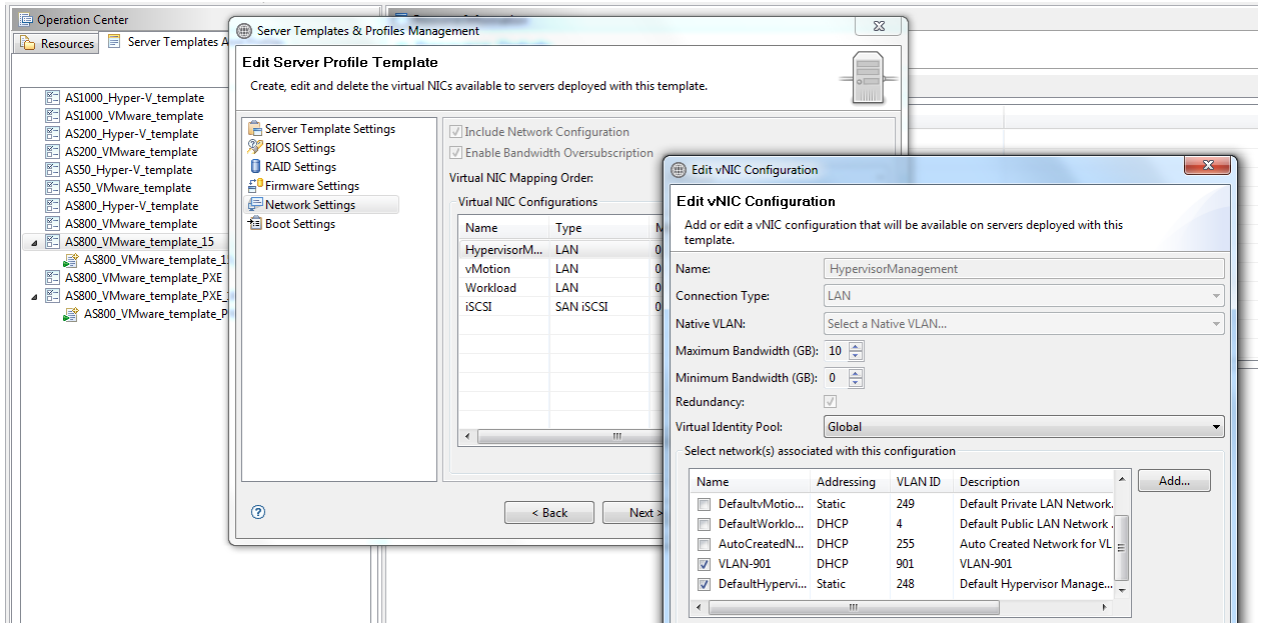 Operation Center
Resources
Server Templates A
AS1000_Hyper-V_template
AS1000_VMware_template
AS200_Hyper-V_template
AS200_VMware_template
AS50_Hyper-V_template
AS50_VMware_template
AS800_Hyper-V_template
AS800_VMware_template
AS800_VMware_template_15
AS800_VMware_template_1
AS800_VMware_template_PXE
AS800_VMware_template_PXE_
AS800_VMware_template_P
Server Templates & Profiles Management
Edit Server Profile Template
Create, edit and delete the virtual NICs available to servers deployed with this template.
Server Template Settings
BIOS Settings
RAID Settings
Firmware Settings
Network Settings
Boot Settings
Include Network Configuration
Enable Bandwidth Oversubscription
Virtual NIC Mapping Order:
Virtual NIC Configurations
Name Type M
HypervisorM... LAN 0
vMotion LAN 0
Workload LAN 0
iSCSI SAN iSCSI 0
< Back Next >
Edit vNIC Configuration
Edit vNIC Configuration
Add or edit a vNIC configuration that will be available on servers deployed with this
template.
Name: HypervisorManagement
Connection Type: LAN
Native VLAN: Select a Native VLAN...
Maximum Bandwidth (GB): 10
Minimum Bandwidth (GB): 0
Redundancy:
Virtual Identity Pool: Global
Select network(s) associated with this configuration
Name Addressing VLAN ID Description
DefaultvMotio... Static 249 Default Private LAN Network.
DefaultWorklo... DHCP 4 Default Public LAN Network .
AutoCreatedN... DHCP 255 Auto Created Network for VL
VLAN-901 DHCP 901 VLAN-901
DefaultHypervi... Static 248 Default Hypervisor Manage...
Add...